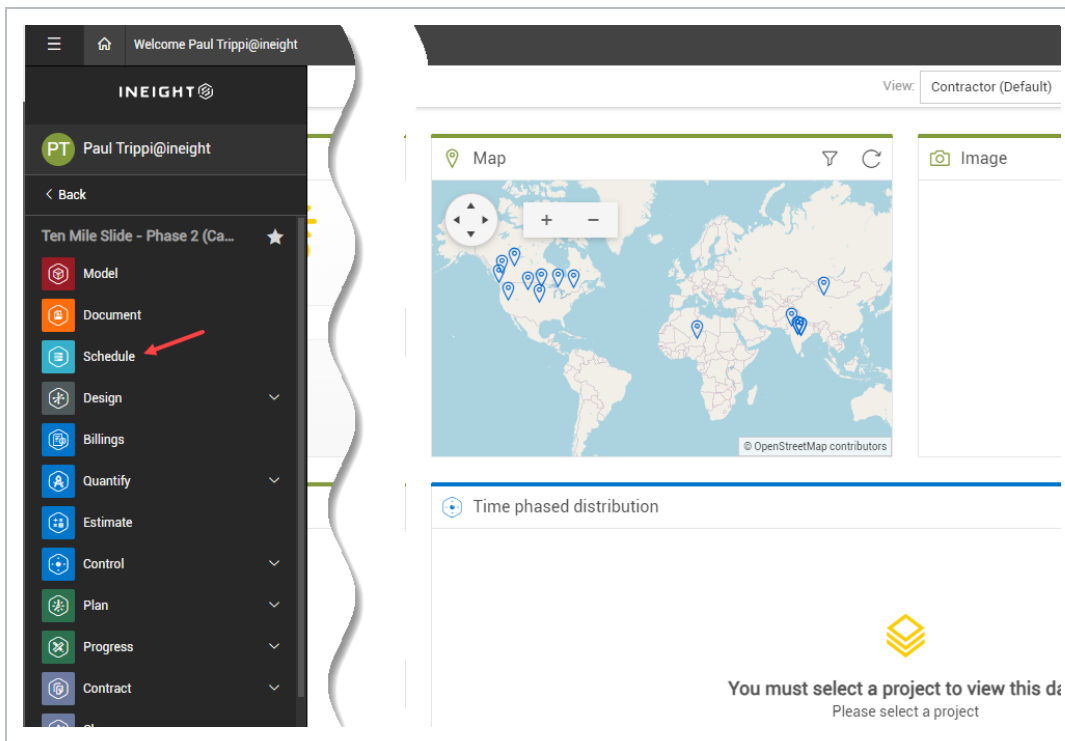 Welcome Paul Trippi@ineight
INEIGHT
PT
Paul Trippi@ineight
< Back
Ten Mile Slide - Phase 2 (Ca...
Model
Document
Schedule
Design
Billings
Quantify
Estimate
Control
Plan
Progress
Contract
View: Contractor (Default)
Map
+ −
© OpenStreetMap contributors
Image
Time phased distribution
You must select a project to view this da
Please select a project